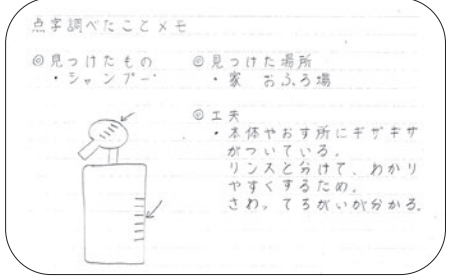 点字調べたことメモ
◎見つけたもの
・シャンプー
◎見つけた場所
・家 おふろ場
◎工夫
・本体やおす所にギザギザ
がついている。
リンスと分けて、わかり
やすくするため。
さわってちがいが分かる。